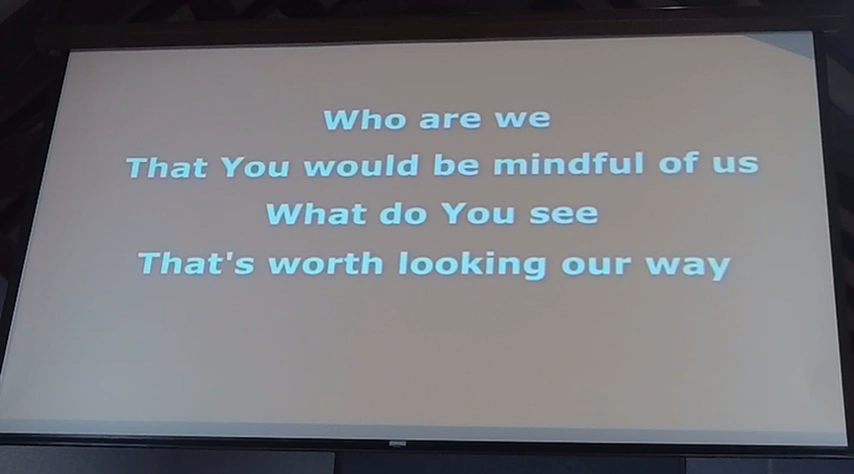 Who are we
That You would be mindful of us
What do You see
That's worth looking our way